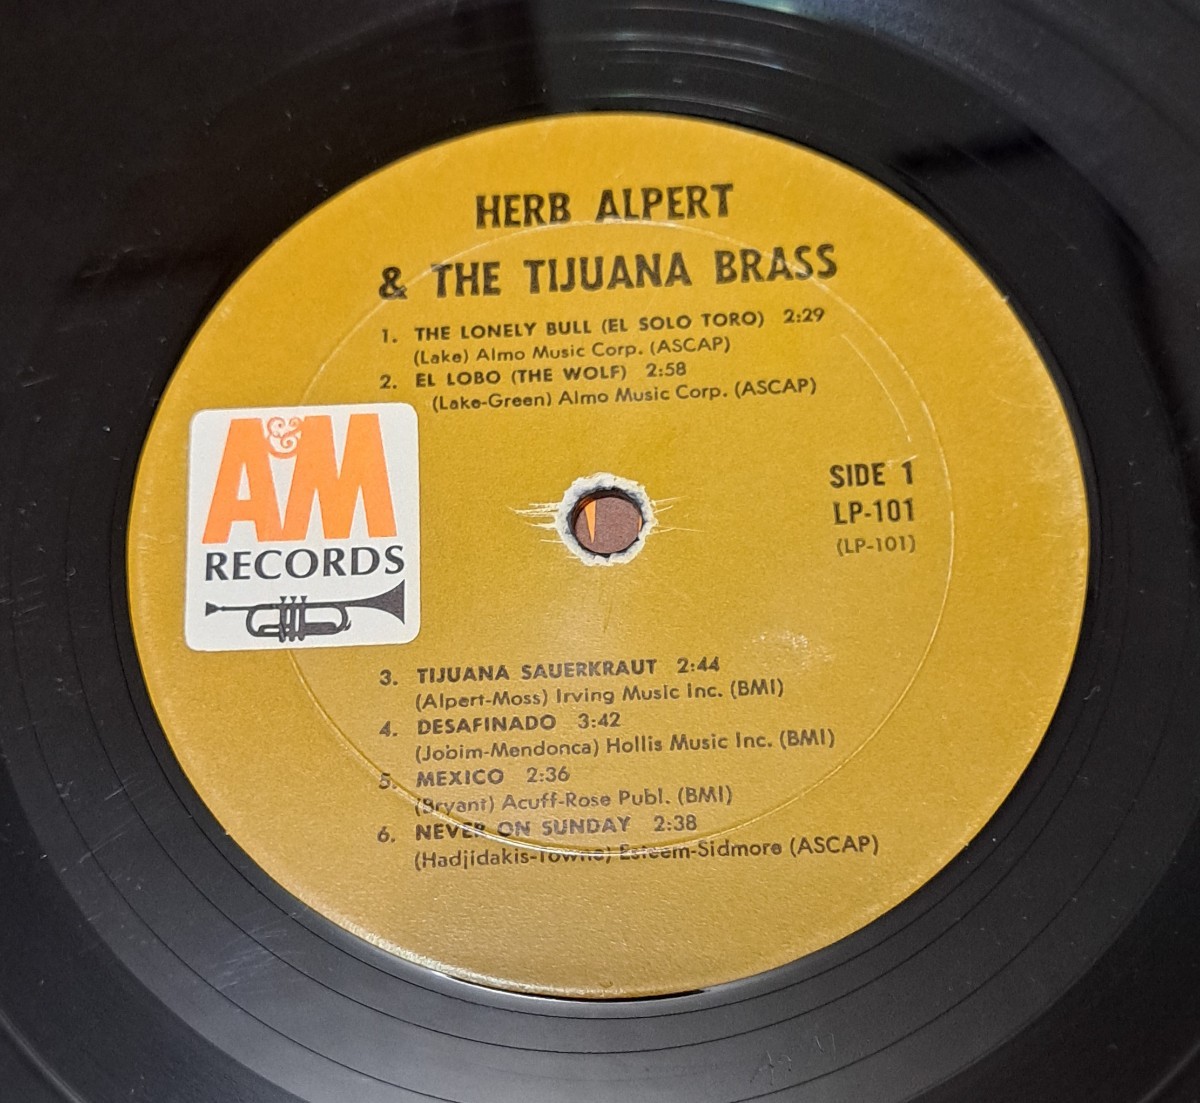 HERB ALPERT
& THE TIJUANA BRASS
1. THE LONELY BULL (EL SOLO TORO) 2:29
(Lake) Almo Music Corp. (ASCAP)
2. EL LOBO (THE WOLF) 2:58
(Lake-Green) Almo Music Corp. (ASCAP)
A&M
RECORDS
SIDE 1
LP-101
(LP-101)
3. TIJUANA SAUERKRAUT 2:44
(Alpert-Moss) Irving Music Inc. (BMI)
4. DESAFINADO 3:42
(Jobim-Mendonca) Hollis Music Inc. (BMI)
5. MEXICO 2:36
(Bryant) Acuff-Rose Publ. (BMI)
6. NEVER ON SUNDAY 2:38
(Hadjidakis-Towne) Esteem-Sidmore (ASCAP)